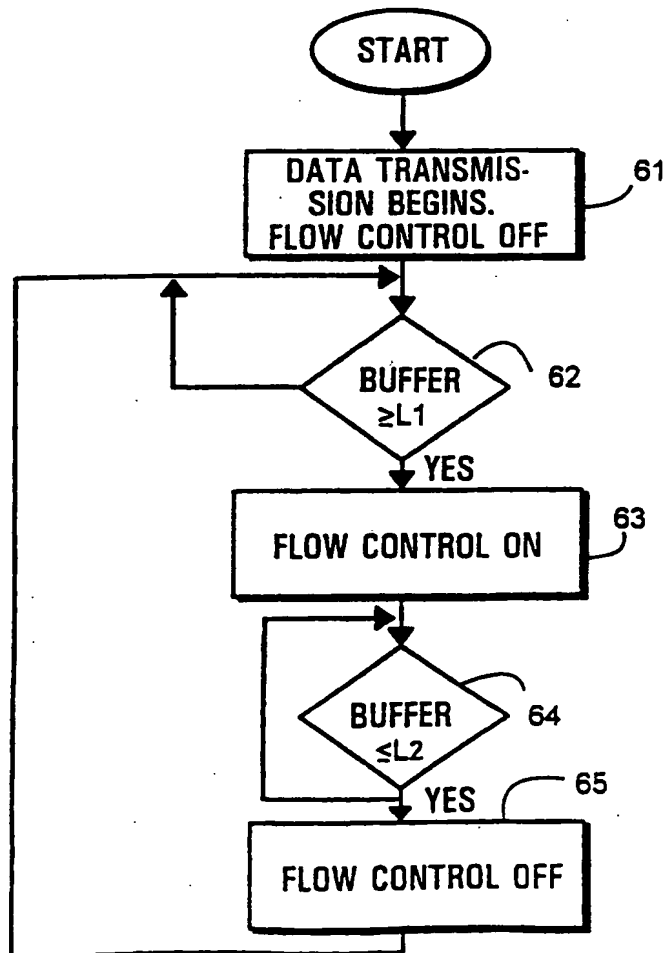 START
DATA TRANSMIS-
SION BEGINS.
FLOW CONTROL OFF
61
BUFFER
≥L1
62
YES
FLOW CONTROL ON
63
BUFFER
≤L2
64
YES
65
FLOW CONTROL OFF